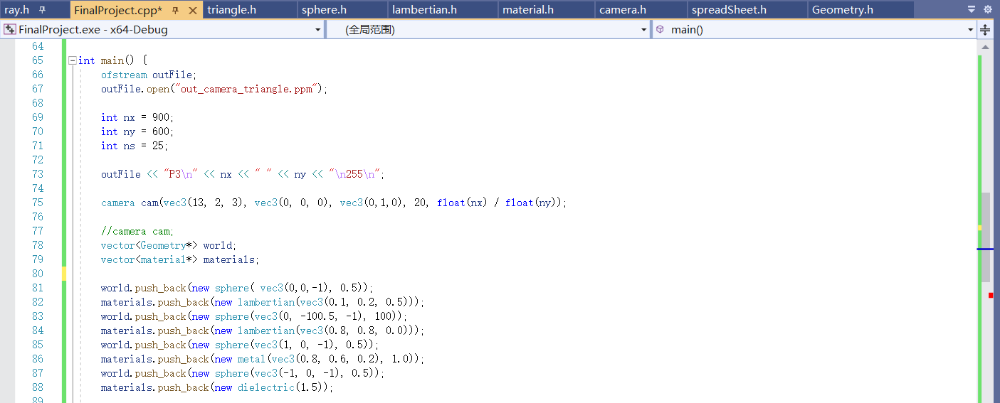 ray.h FinalProject.cpp* triangle.h sphere.h lambertian.h material.h camera.h spreadSheet.h Geometry.h
FinalProject.exe - x64-Debug (全局范围) main()
64
65 int main() {
66 ofstream outFile;
67 outFile.open("out_camera_triangle.ppm");
68
69 int nx = 900;
70 int ny = 600;
71 int ns = 25;
72
73 outFile << "P3\n" << nx << " " << ny << "\n255\n";
74
75 camera cam(vec3(13, 2, 3), vec3(0, 0, 0), vec3(0,1,0), 20, float(nx) / float(ny));
76
77 //camera cam;
78 vector<Geometry*> world;
79 vector<material*> materials;
80
81 world.push_back(new sphere( vec3(0,0,-1), 0.5));
82 materials.push_back(new lambertian(vec3(0.1, 0.2, 0.5)));
83 world.push_back(new sphere(vec3(0, -100.5, -1), 100));
84 materials.push_back(new lambertian(vec3(0.8, 0.8, 0.0)));
85 world.push_back(new sphere(vec3(1, 0, -1), 0.5));
86 materials.push_back(new metal(vec3(0.8, 0.6, 0.2), 1.0));
87 world.push_back(new sphere(vec3(-1, 0, -1), 0.5));
88 materials.push_back(new dielectric(1.5));
89